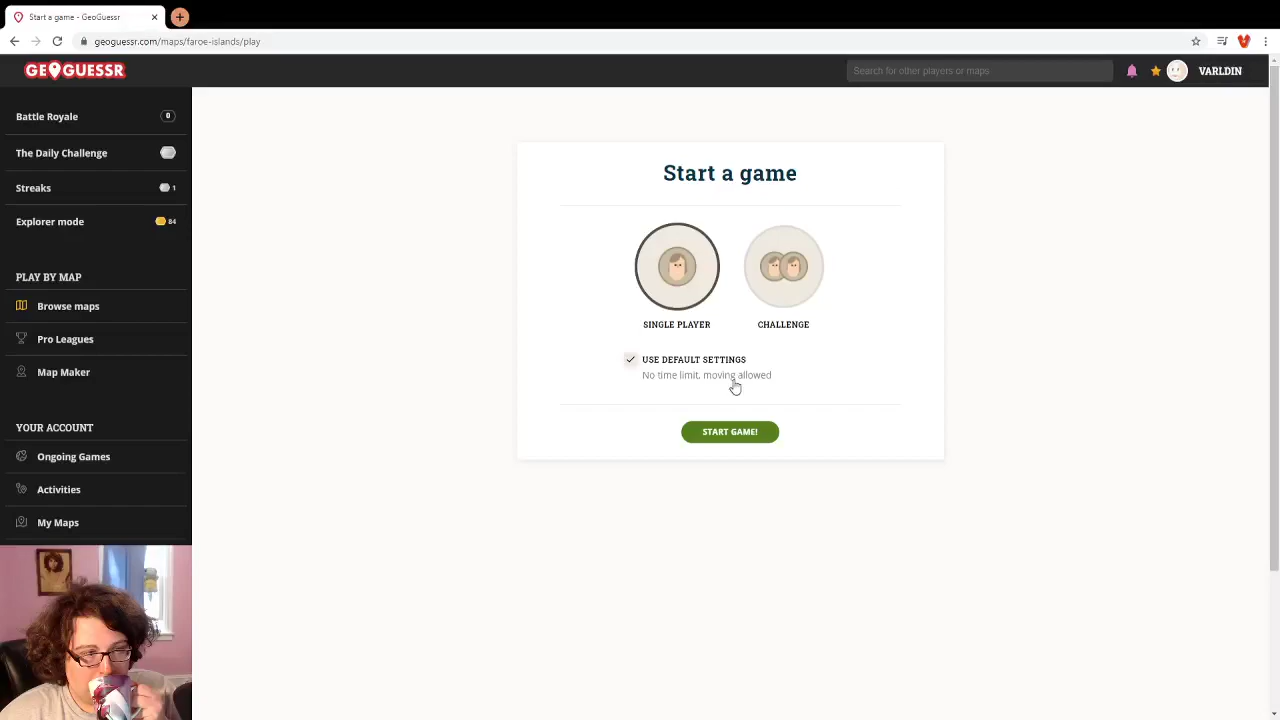 Start a game - GeoGuessr
geoguessr.com/maps/faroe-islands/play
GEOGUESSR
Search for other players or maps
VARLDIN
Battle Royale 0
The Daily Challenge
Streaks 1
Explorer mode 84
PLAY BY MAP
Browse maps
Pro Leagues
Map Maker
YOUR ACCOUNT
Ongoing Games
Activities
My Maps
Start a game
SINGLE PLAYER
CHALLENGE
USE DEFAULT SETTINGS
No time limit, moving allowed
START GAME!